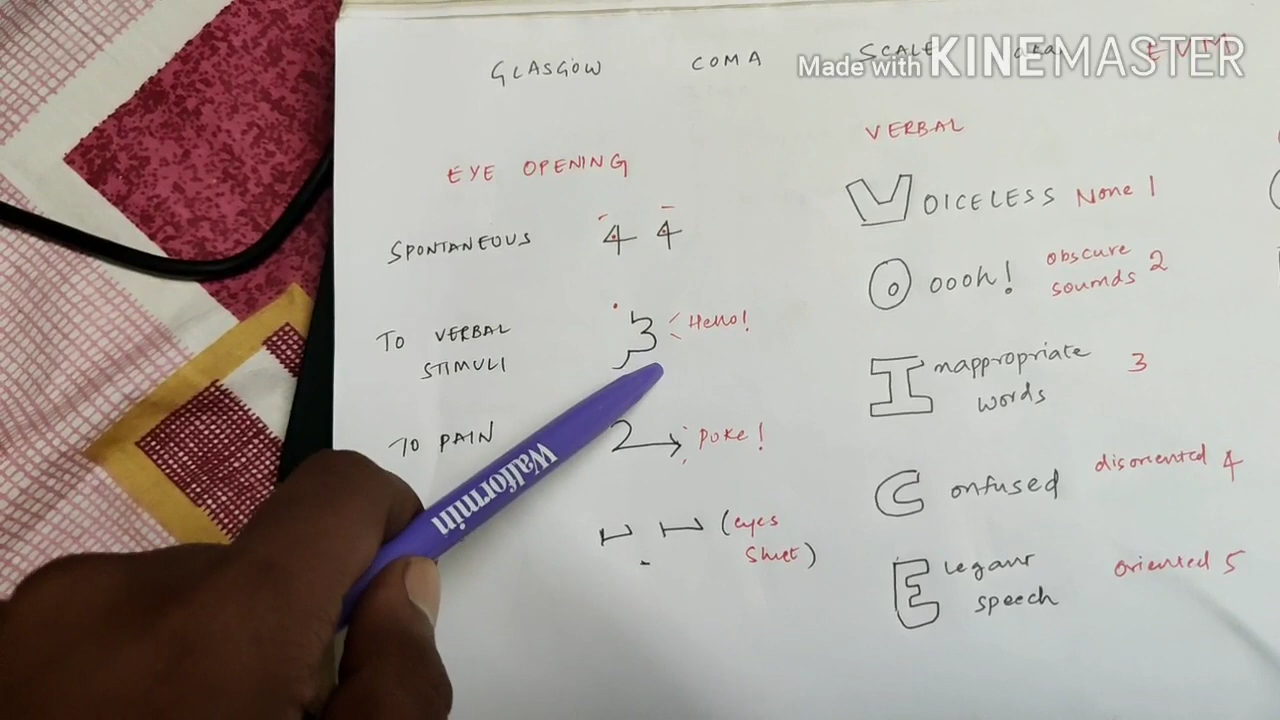 GLASGOW COMA SCALE EVM
Made with KINEMASTER
EYE OPENING
SPONTANEOUS 4 4
TO VERBAL STIMULI 3 Hello!
TO PAIN 2 Poke!
1 1 (eyes shut)
VERBAL
VOICELESS None 1
O oooh! obscure sounds 2
Inappropriate words 3
Confused disoriented 4
Elegant speech oriented 5
Walformin